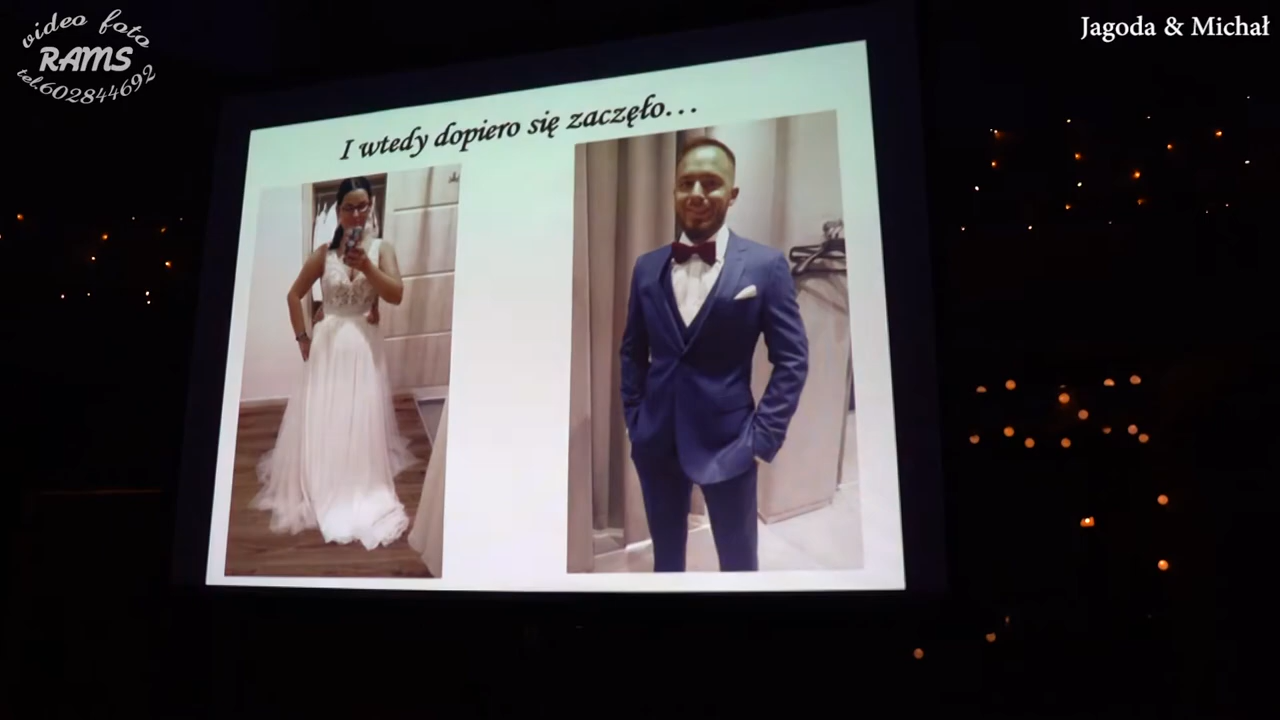 video foto
RAMS
tel.602844692
Jagoda & Michał
I wtedy dopiero się zaczęło...